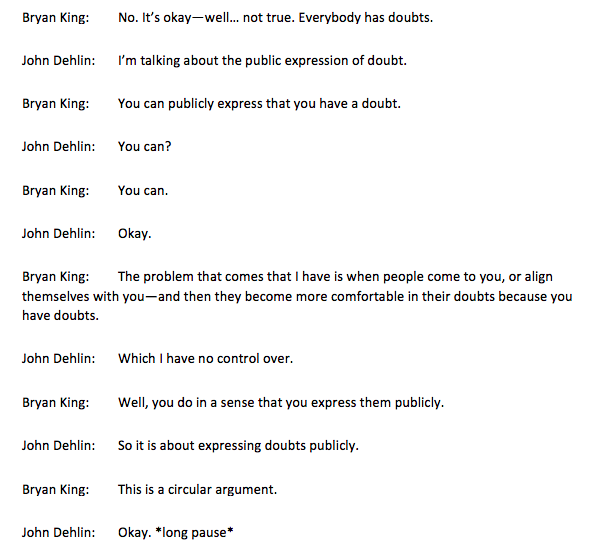 Bryan King: No. It’s okay—well… not true. Everybody has doubts.
John Dehlin: I’m talking about the public expression of doubt.
Bryan King: You can publicly express that you have a doubt.
John Dehlin: You can?
Bryan King: You can.
John Dehlin: Okay.
Bryan King: The problem that comes that I have is when people come to you, or align
themselves with you—and then they become more comfortable in their doubts because you
have doubts.
John Dehlin: Which I have no control over.
Bryan King: Well, you do in a sense that you express them publicly.
John Dehlin: So it is about expressing doubts publicly.
Bryan King: This is a circular argument.
John Dehlin: Okay. *long pause*